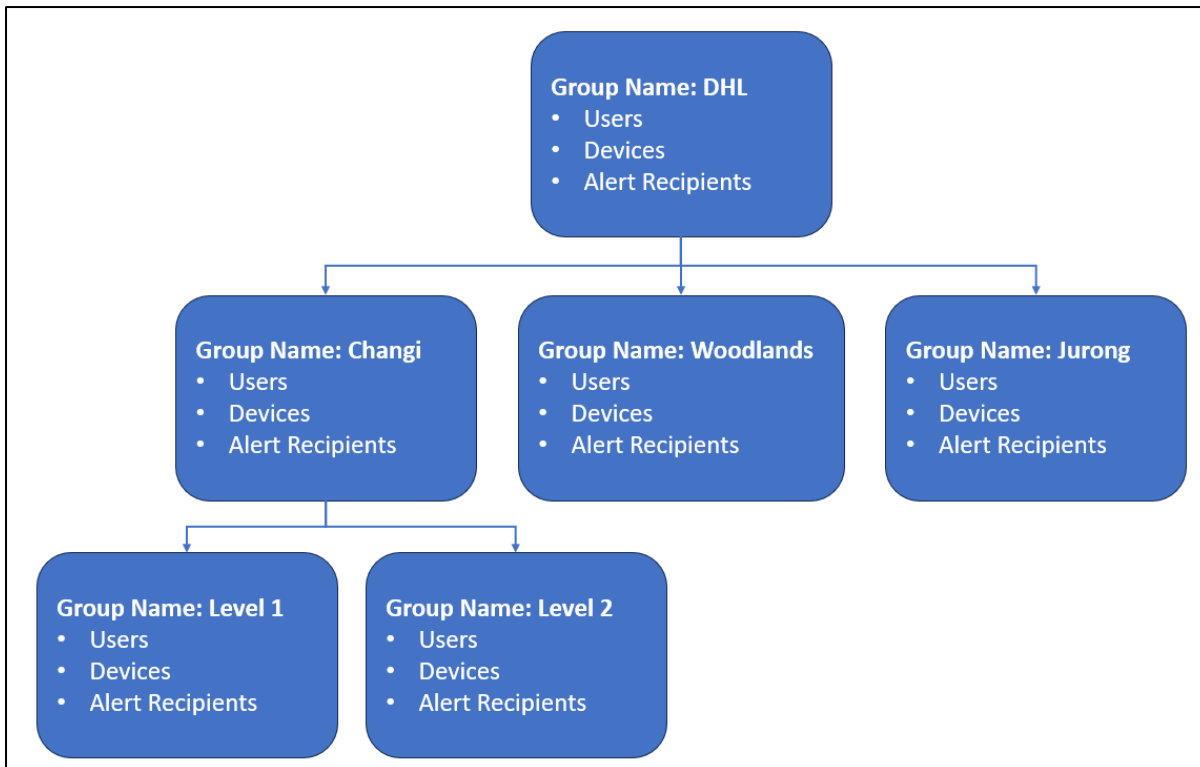 Group Name: DHL
• Users
• Devices
• Alert Recipients
Group Name: Changi
• Users
• Devices
• Alert Recipients
Group Name: Woodlands
• Users
• Devices
• Alert Recipients
Group Name: Jurong
• Users
• Devices
• Alert Recipients
Group Name: Level 1
• Users
• Devices
• Alert Recipients
Group Name: Level 2
• Users
• Devices
• Alert Recipients